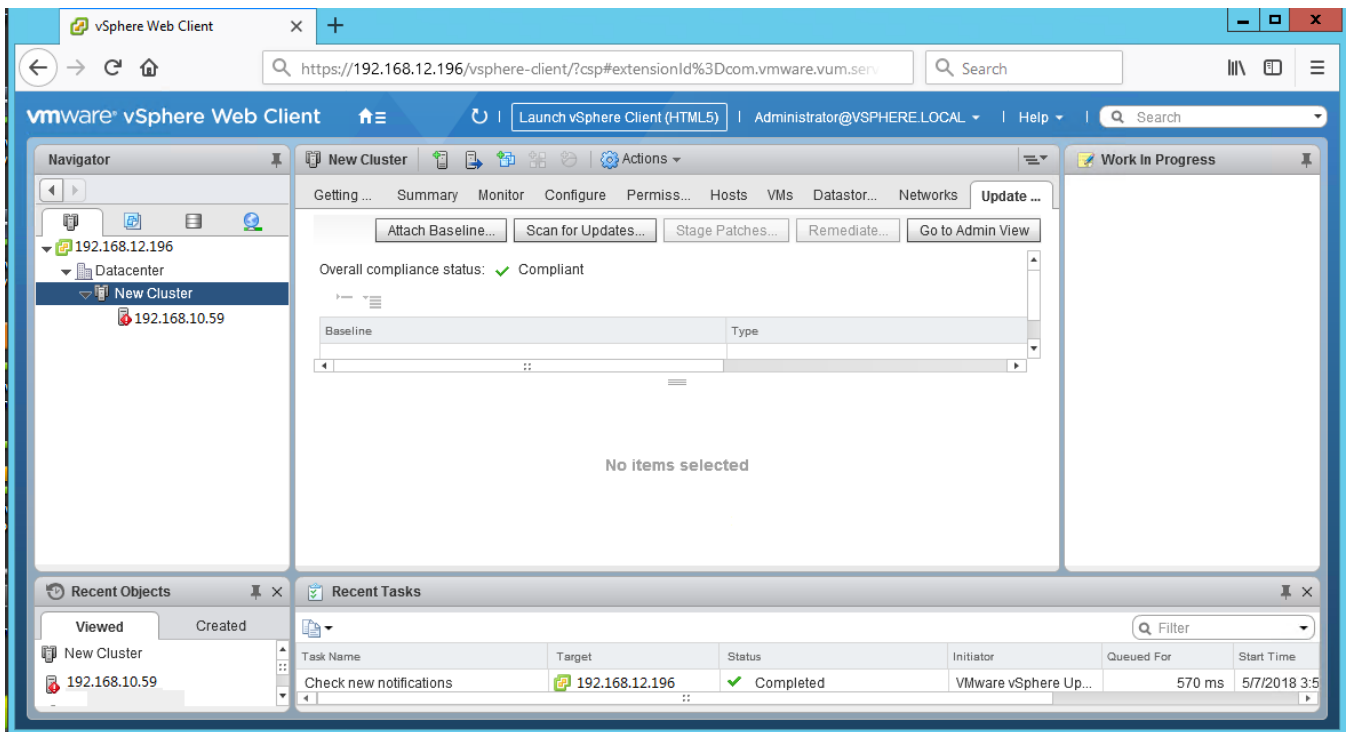 vSphere Web Client
https://192.168.12.196/vsphere-client/?csp#extensionId%3Dcom.vmware.vum.serv
Search
vmware® vSphere Web Client
Launch vSphere Client (HTML5)
Administrator@VSPHERE.LOCAL
Help
Search
Navigator
New Cluster
Actions
Work In Progress
Getting ... Summary Monitor Configure Permiss... Hosts VMs Datastor... Networks Update ...
Attach Baseline... Scan for Updates... Stage Patches... Remediate... Go to Admin View
192.168.12.196
Datacenter
New Cluster
192.168.10.59
Overall compliance status: Compliant
Baseline Type
No items selected
Recent Objects
Viewed Created
New Cluster
192.168.10.59
Recent Tasks
Filter
Task Name Target Status Initiator Queued For Start Time
Check new notifications 192.168.12.196 Completed VMware vSphere Up... 570 ms 5/7/2018 3:5